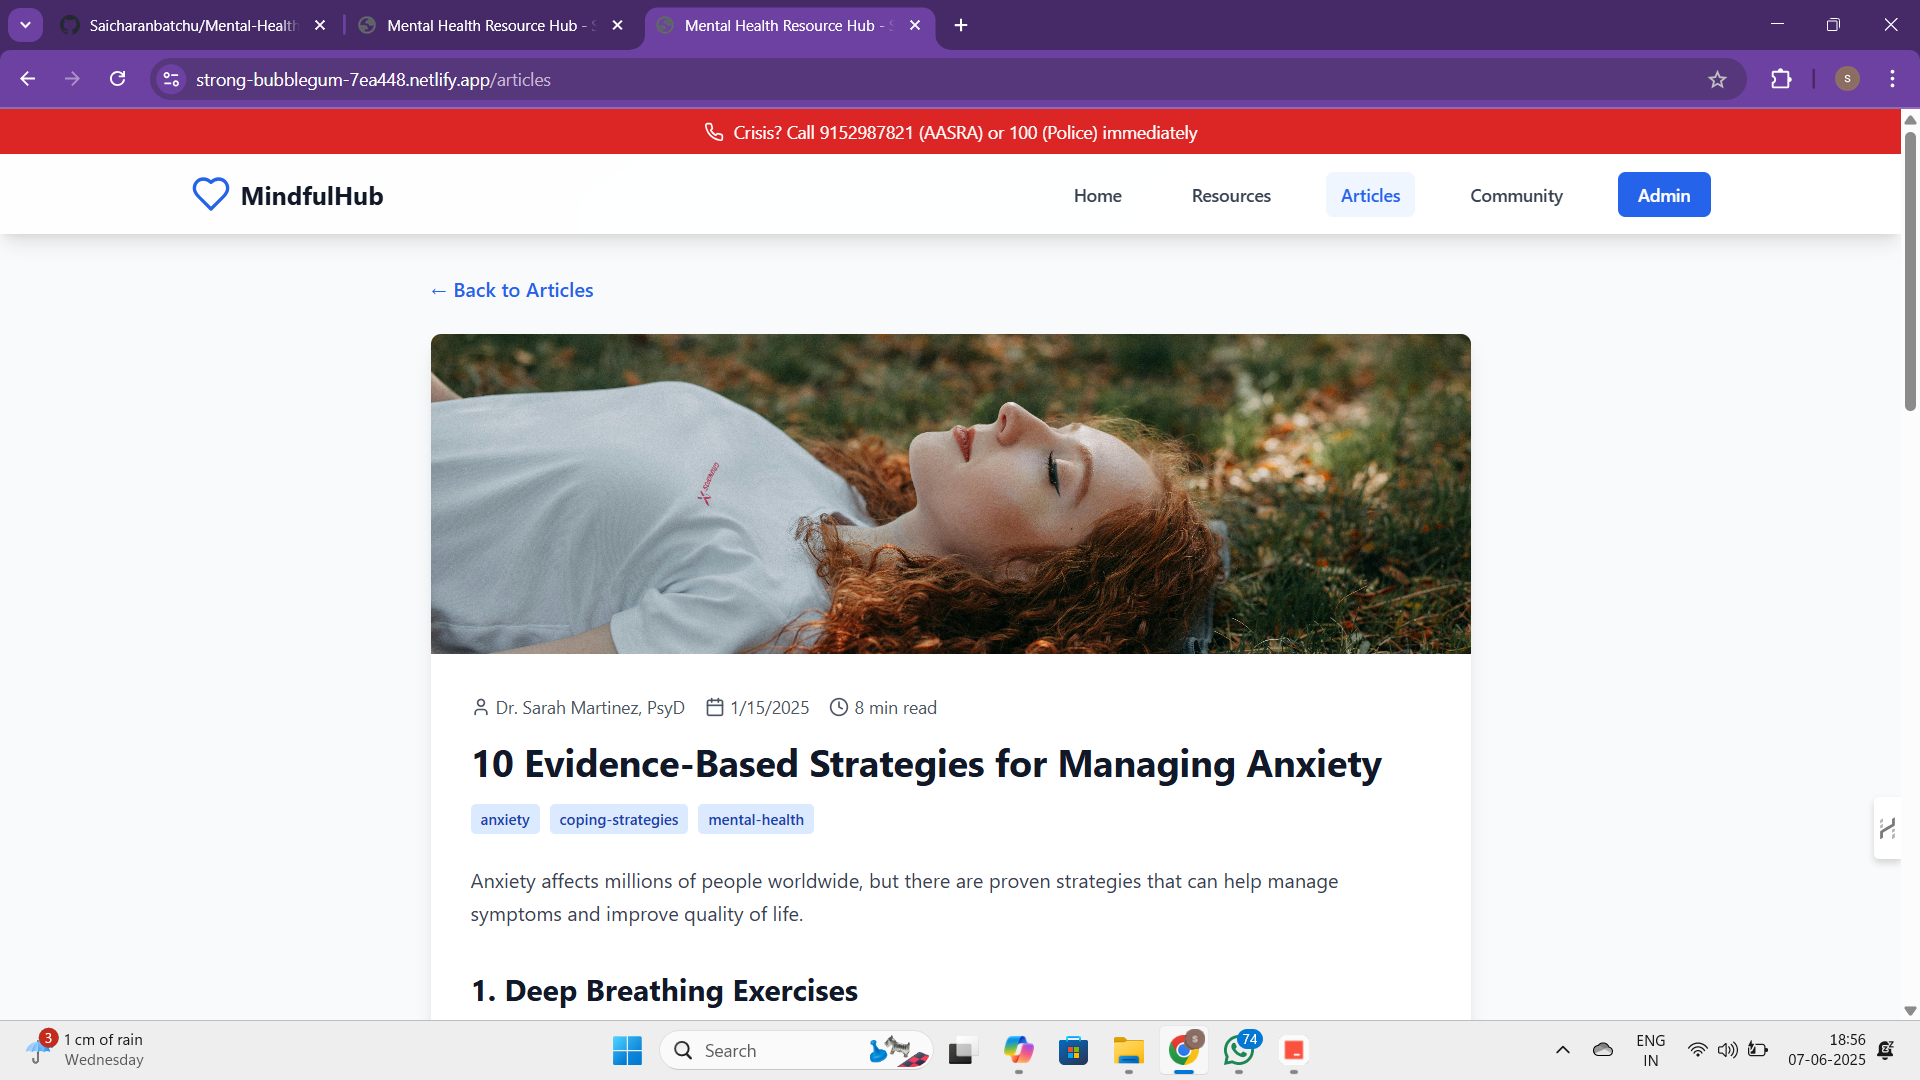 Saicharanbatchu/Mental-Health
Mental Health Resource Hub -
Mental Health Resource Hub -
strong-bubblegum-7ea448.netlify.app/articles
S
Crisis? Call 9152987821 (AASRA) or 100 (Police) immediately
MindfulHub
Home
Resources
Articles
Community
Admin
← Back to Articles
Dr. Sarah Martinez, PsyD
1/15/2025
8 min read
10 Evidence-Based Strategies for Managing Anxiety
anxiety
coping-strategies
mental-health
Anxiety affects millions of people worldwide, but there are proven strategies that can help manage
symptoms and improve quality of life.
1. Deep Breathing Exercises
3
1 cm of rain
Wednesday
Search
S
74
ENG
IN
18:56
07-06-2025